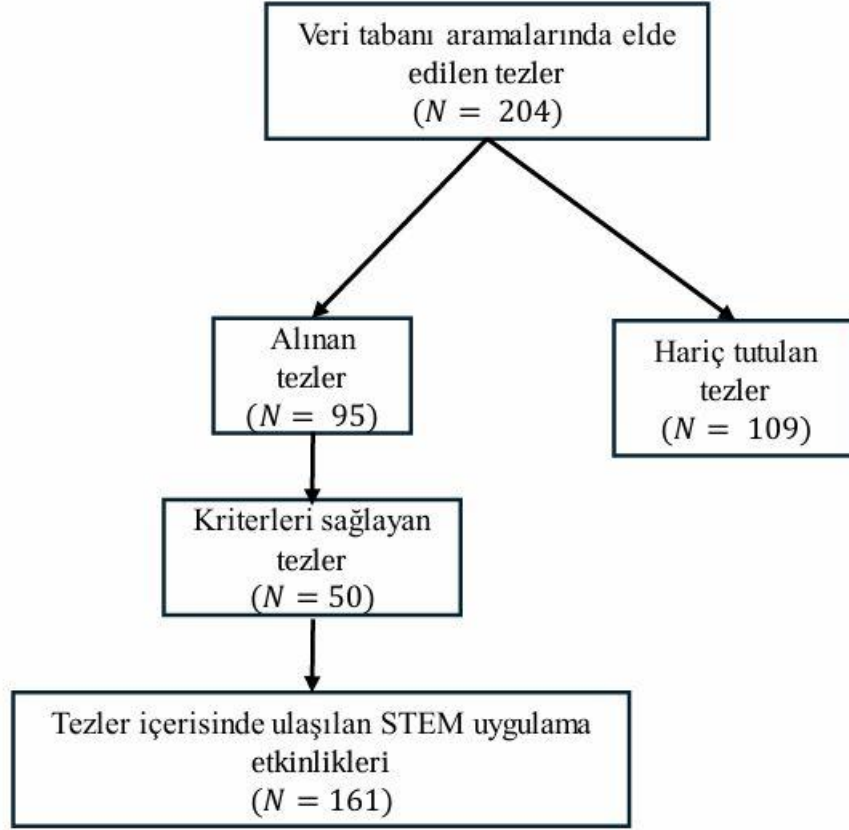 Veri tabanı aramalarında elde
edilen tezler
(N = 204)
Alınan
tezler
(N = 95)
Hariç tutulan
tezler
(N = 109)
Kriterleri sağlayan
tezler
(N = 50)
Tezler içerisinde ulaşılan STEM uygulama
etkinlikleri
(N = 161)